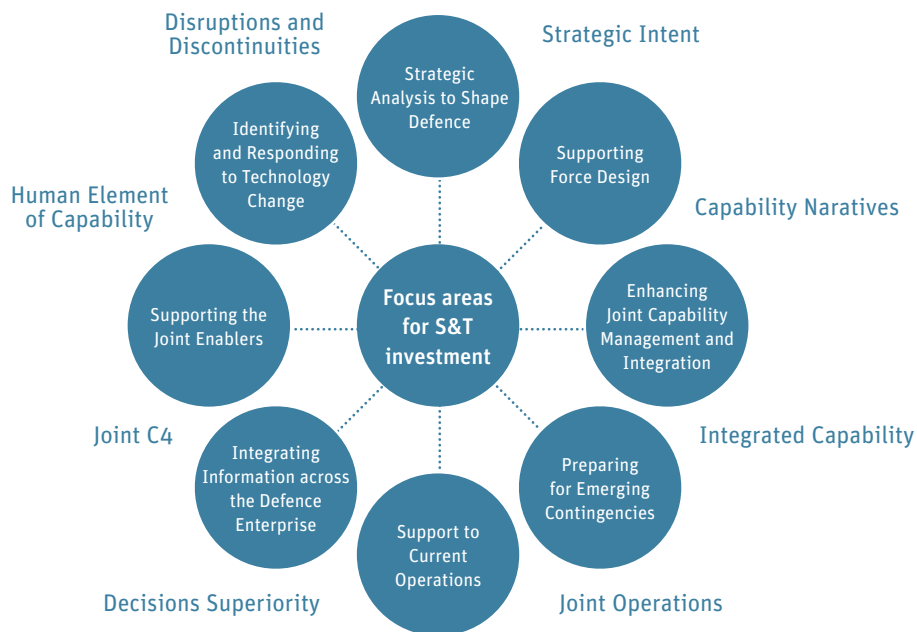 Disruptions and
Discontinuities
Strategic Intent
Strategic
Analysis to Shape
Defence
Identifying
and Responding
to Technology
Change
Supporting
Force Design
Human Element
of Capability
Capability Naratives
Supporting the
Joint Enablers
Focus areas
for S&T
investment
Enhancing
Joint Capability
Management and
Integration
Joint C4
Integrated Capability
Integrating
Information across
the Defence
Enterprise
Preparing
for Emerging
Contingencies
Support to
Current
Operations
Decisions Superiority
Joint Operations